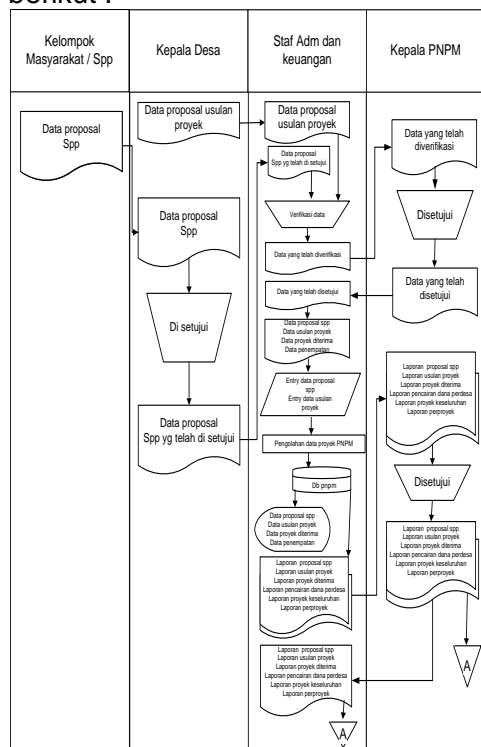 berikut :
Kelompok
Masyarakat / Spp
Kepala Desa
Staf Adm dan
keuangan
Kepala PNPM
Data proposal
Spp
Data proposal usulan
proyek
Data proposal
Spp
Di setujui
Data proposal
Spp yg telah di setujui
Data proposal
usulan proyek
Data proposal
Spp yg telah di setujui
Verifikasi data
Data yang telah diverifikasi
Data yang telah disetujui
Data proposal spp
Data usulan proyek
Data proyek diterima
Data penempatan
Entry data proposal
spp
Entry data usulan
proyek
Pengolahan data proyek PNPM
Db pnpm
Data proposal spp
Data usulan proyek
Data proyek diterima
Data penempatan
Laporan proposal spp
Laporan usulan proyek
Laporan proyek diterima
Laporan pencairan dana perdesa
Laporan proyek keseluruhan
Laporan perproyek
Laporan proposal spp
Laporan usulan proyek
Laporan proyek diterima
Laporan pencairan dana perdesa
Laporan proyek keseluruhan
Laporan perproyek
A
Data yang telah
diverifikasi
Disetujui
Data yang telah
disetujui
Laporan proposal spp
Laporan usulan proyek
Laporan proyek diterima
Laporan pencairan dana perdesa
Laporan proyek keseluruhan
Laporan perproyek
Disetujui
Laporan proposal spp
Laporan usulan proyek
Laporan proyek diterima
Laporan pencairan dana perdesa
Laporan proyek keseluruhan
Laporan perproyek
A